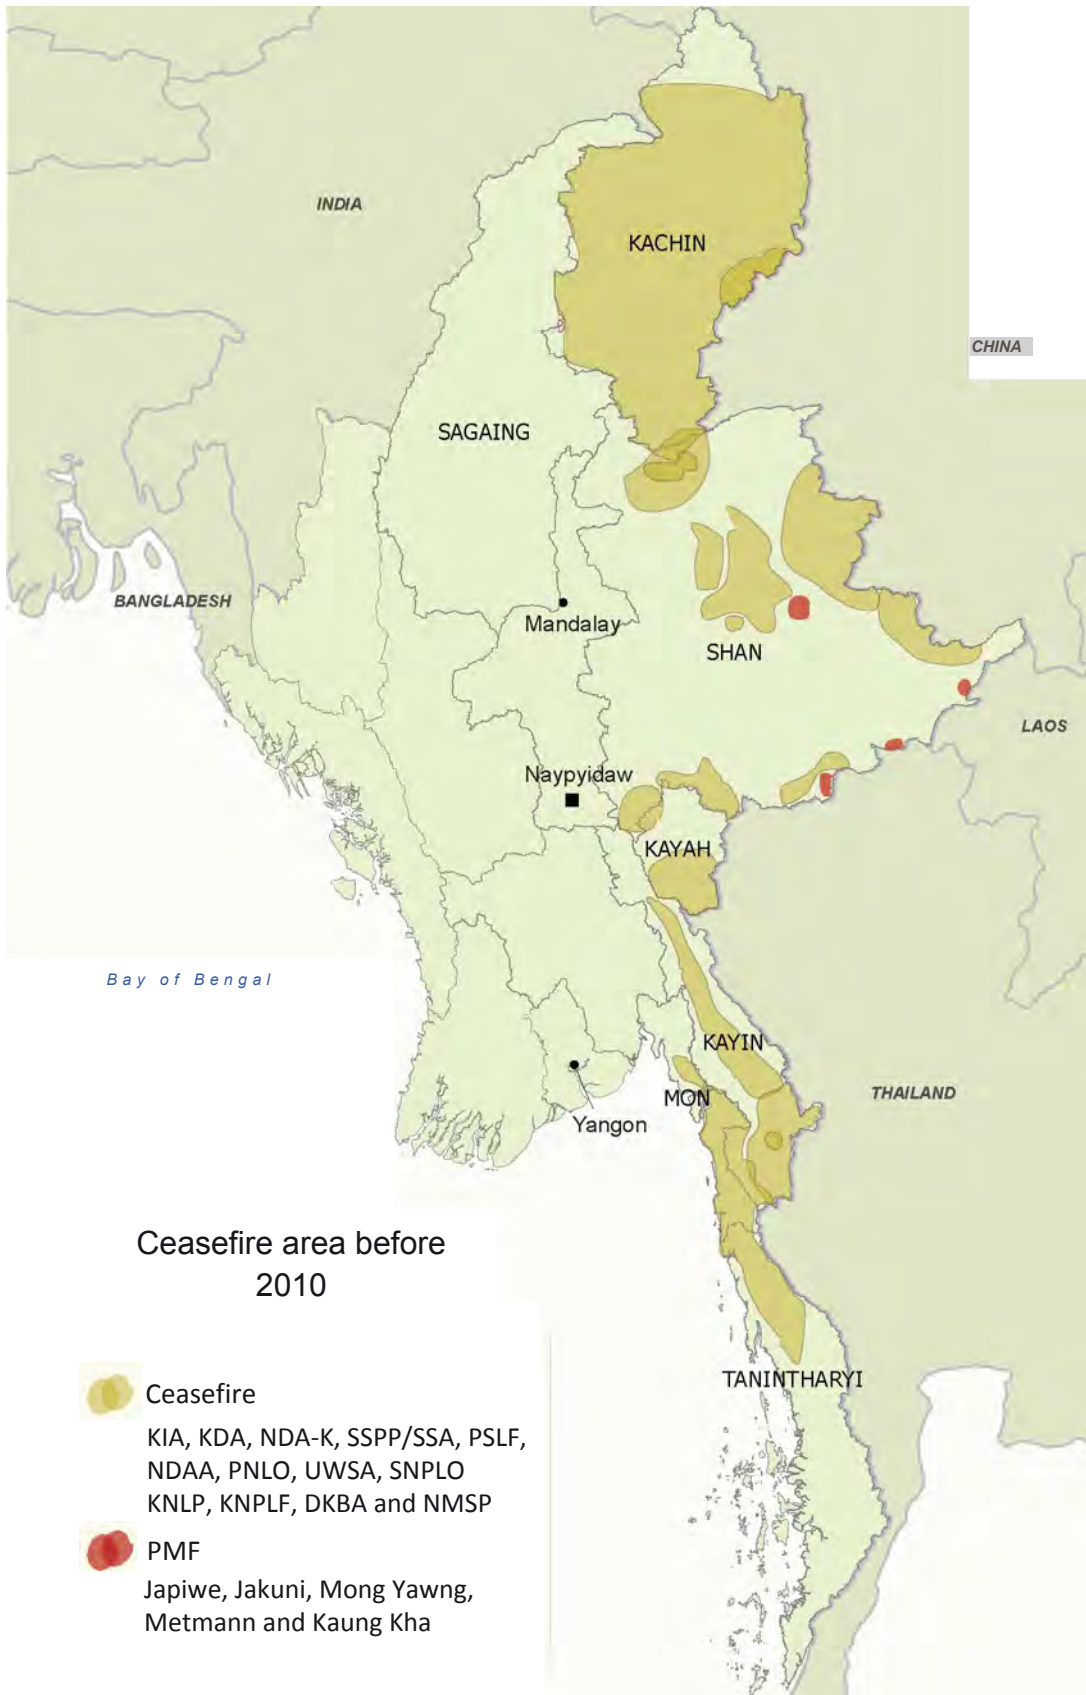 INDIA
KACHIN
CHINA
SAGAING
BANGLADESH
Mandalay
SHAN
LAOS
Naypyidaw
KAYAH
Bay of Bengal
KAYIN
MON
THAILAND
Yangon
Ceasefire area before
2010
TANINTHARYI
Ceasefire
KIA, KDA, NDA-K, SSPP/SSA, PSLF,
NDAA, PNLO, UWSA, SNPLO
KNLP, KNPLF, DKBA and NMSP
PMF
Japiwe, Jakuni, Mong Yawng,
Metmann and Kaung Kha